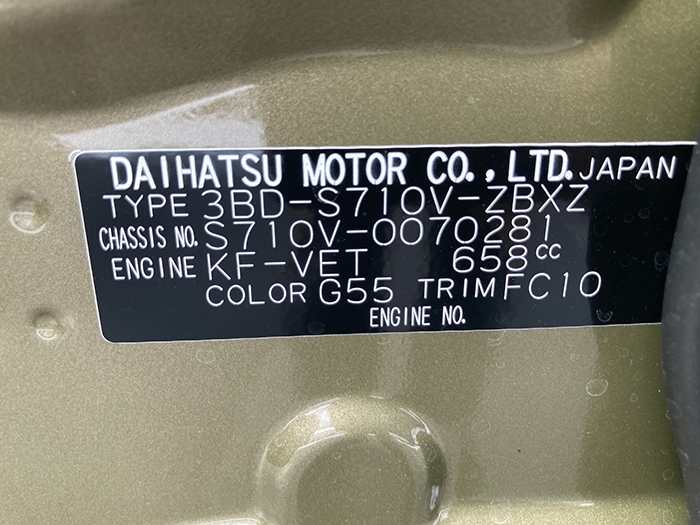 DAIHATSU MOTOR CO., LTD. JAPAN
TYPE 3BD-S710V-ZBXZ
CHASSIS NO. S710V-0070281
ENGINE KF-VET 658cc
COLOR G55 TRIM FC10
ENGINE NO.